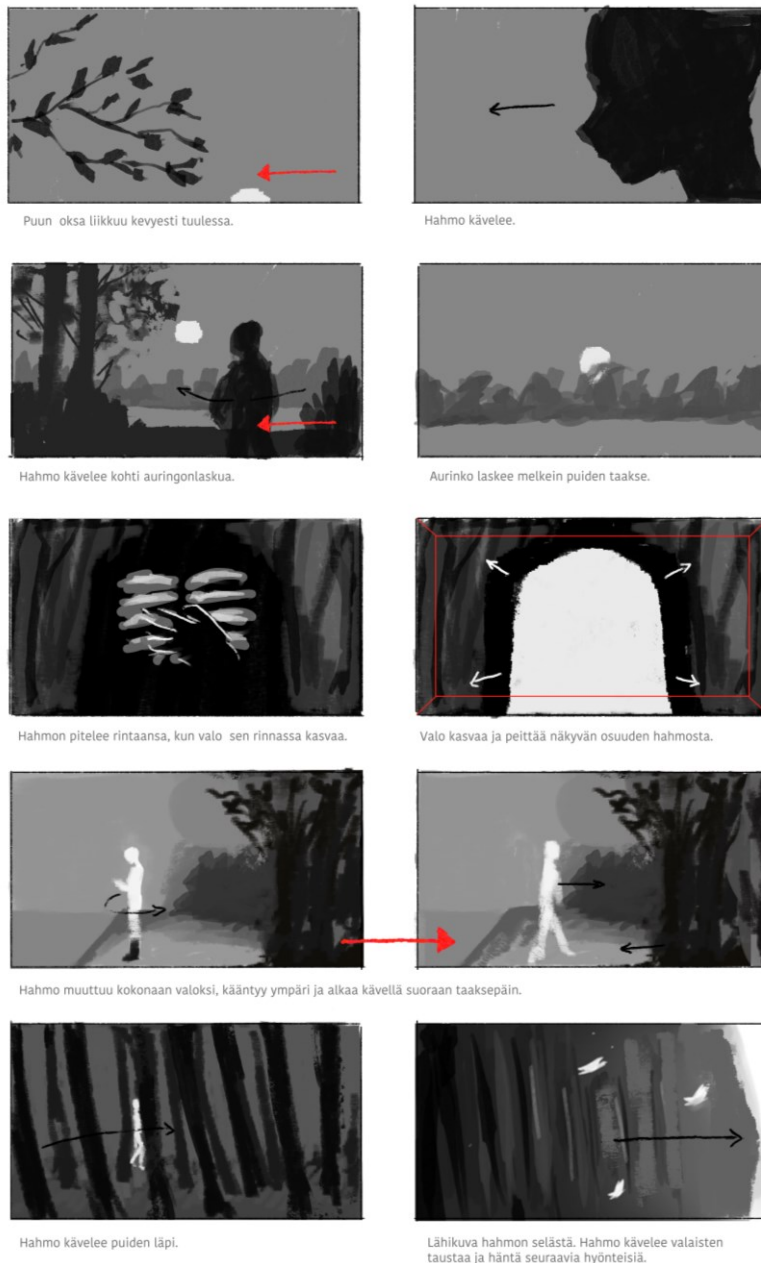 Puun  oksa liikkuu kevyesti tuulessa.
Hahmo kävelee.
Hahmo kävelee kohti auringonlaskua.
Aurinko laskee melkein puiden taakse.
Hahmon pitelee rintaansa, kun valo  sen rinnassa kasvaa.
Valo kasvaa ja peittää näkyvän osuuden hahmosta.
Hahmo muuttuu kokonaan valoksi, kääntyy ympäri ja alkaa kävellä suoraan taaksepäin.
Hahmo kävelee puiden läpi.
Lähikuva hahmon selästä. Hahmo kävelee valaisten
taustaa ja häntä seuraavia hyönteisiä.